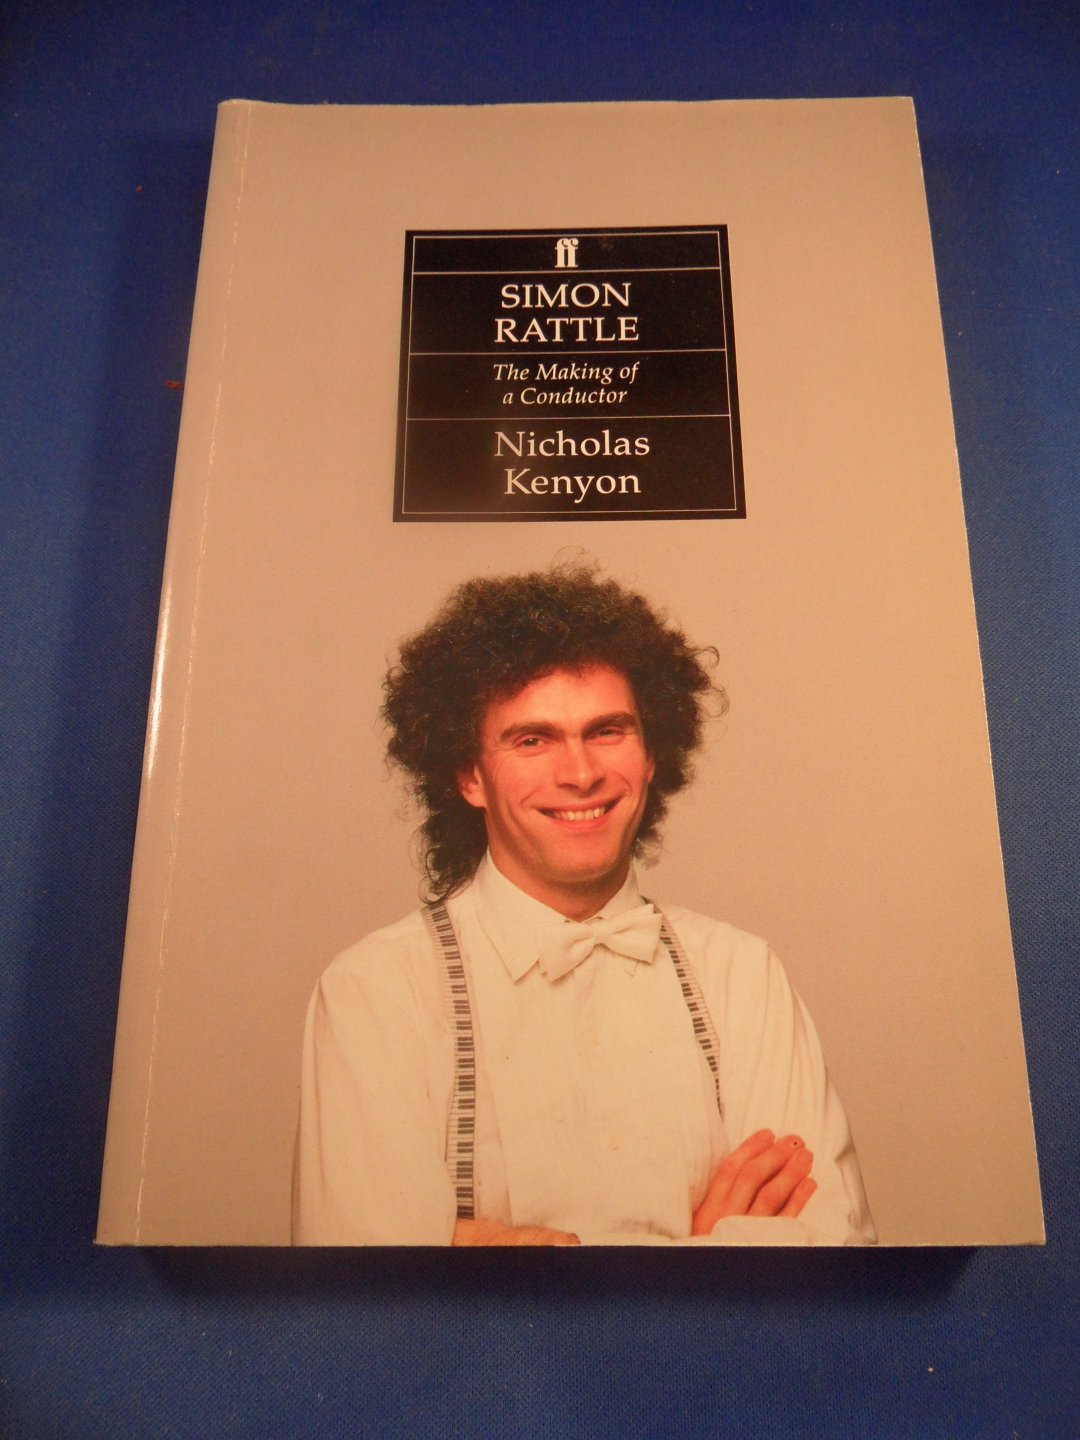 ff
SIMON
RATTLE
The Making of
a Conductor
Nicholas
Kenyon